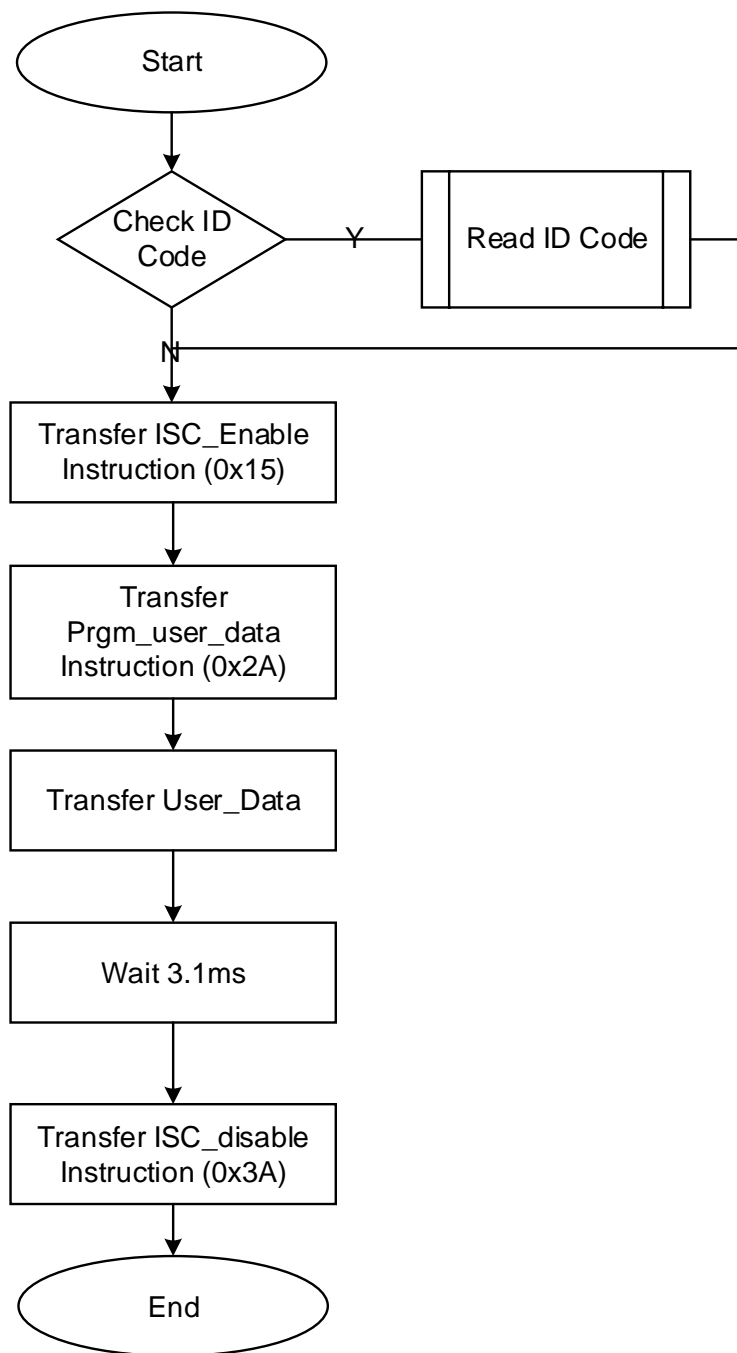 Start
Check ID
Code
Y
Read ID Code
N
Transfer ISC_Enable
Instruction (0x15)
Transfer
Prgm_user_data
Instruction (0x2A)
Transfer User_Data
Wait 3.1ms
Transfer ISC_disable
Instruction (0x3A)
End